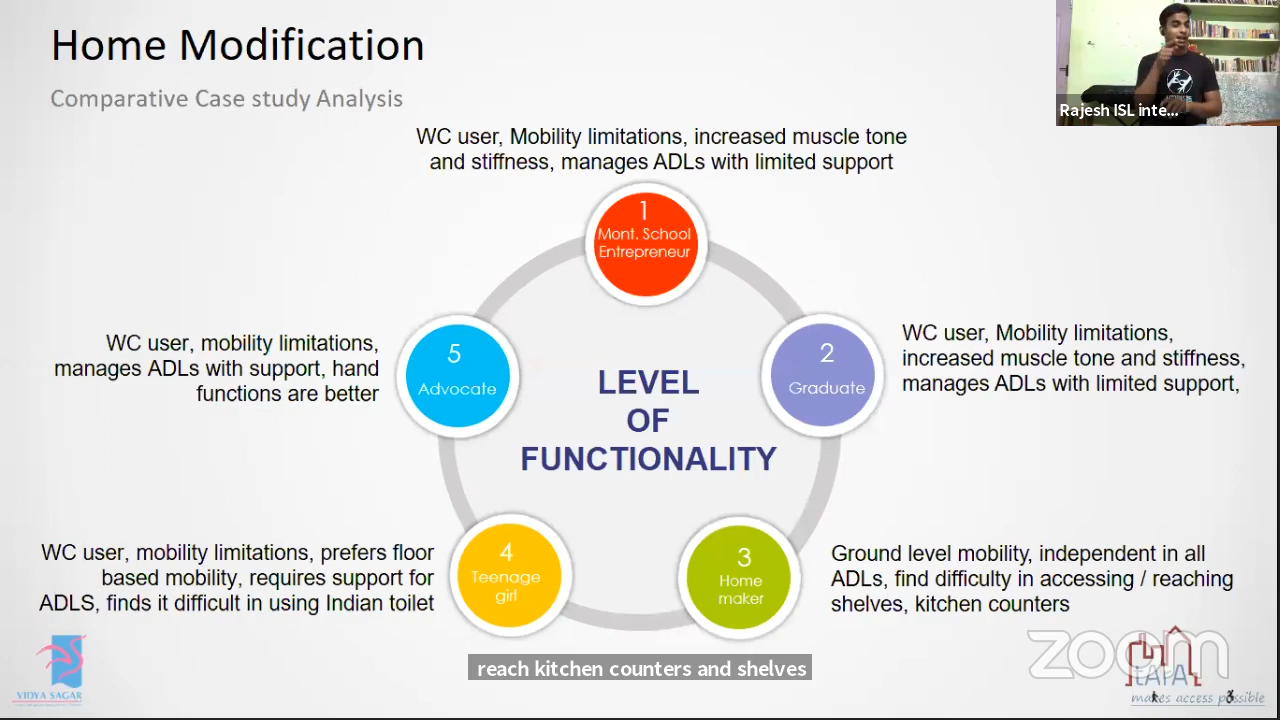 Home Modification
Comparative Case study Analysis
Rajesh ISL inte...
WC user, Mobility limitations, increased muscle tone
and stiffness, manages ADLs with limited support
1
Mont. School
Entrepreneur
2
Graduate
WC user, Mobility limitations,
increased muscle tone and stiffness,
manages ADLs with limited support,
3
Home
maker
Ground level mobility, independent in all
ADLs, find difficulty in accessing / reaching
shelves, kitchen counters
4
Teenage
girl
WC user, mobility limitations, prefers floor
based mobility, requires support for
ADLS, finds it difficult in using Indian toilet
5
Advocate
WC user, mobility limitations,
manages ADLs with support, hand
functions are better
LEVEL
OF
FUNCTIONALITY
reach kitchen counters and shelves
VIDYA SAGAR
zoom
makes access possible